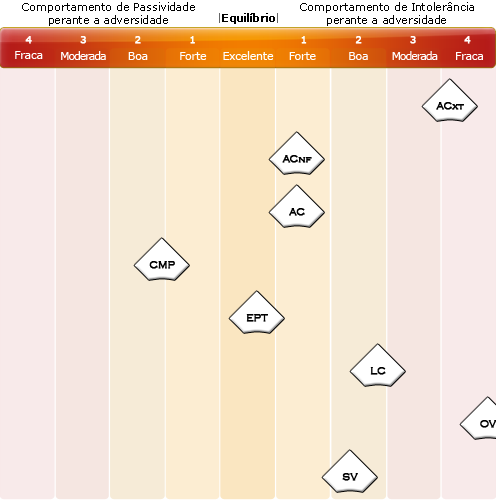 Comportamento de Passividade
perante a adversidade
|Equilíbrio|
Comportamento de Intolerância
perante a adversidade
4 3 2 1 1 2 3 4
Fraca Moderada Boa Forte Excelente Forte Boa Moderada Fraca
ACXT
ACNF
AC
CMP
EPT
LC
OV
SV